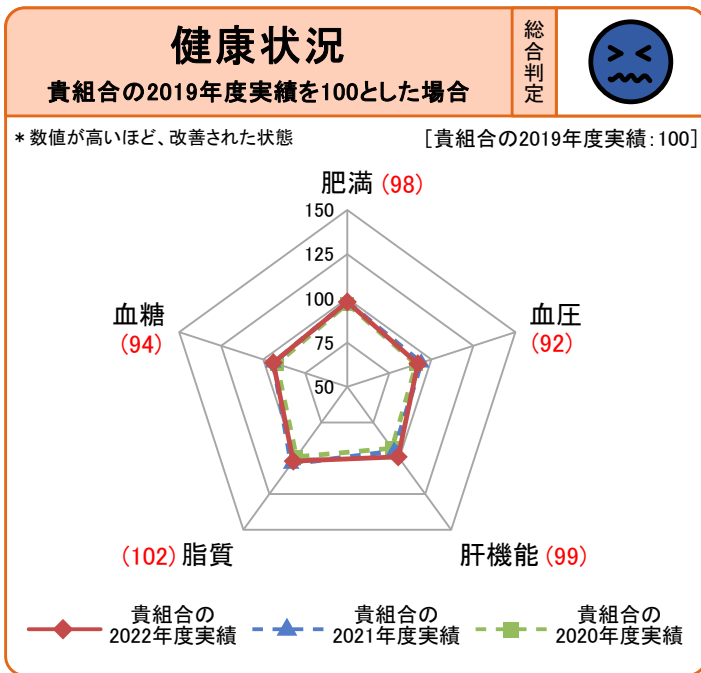 健康状況
貴組合の2019年度実績を100とした場合
総合判定
＊数値が高いほど、改善された状態
［貴組合の2019年度実績：100］
肥満 (98)
150
125
100
75
50
血糖
(94)
血圧
(92)
(102) 脂質
肝機能 (99)
貴組合の
2022年度実績
貴組合の
2021年度実績
貴組合の
2020年度実績